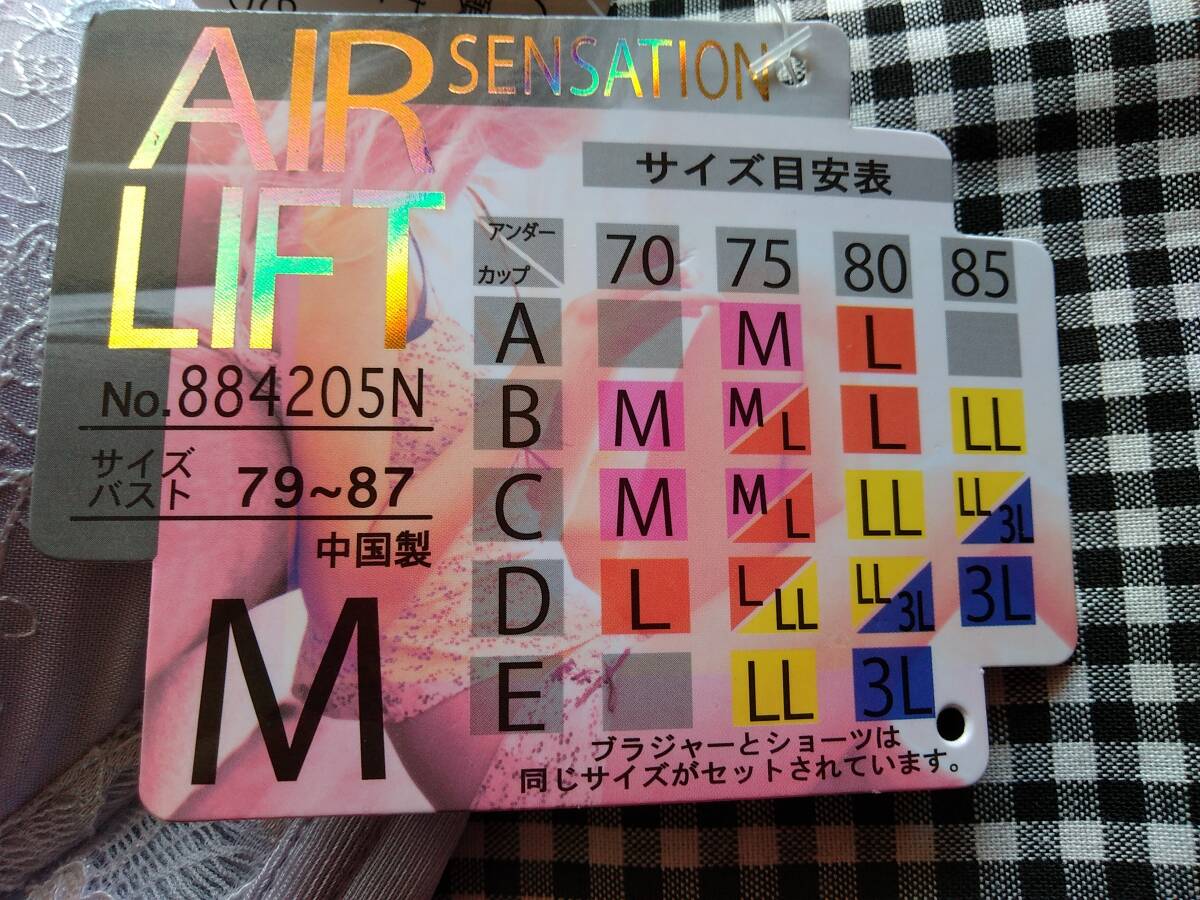 AIR SENSATION
LIFT
No.884205N
サイズ
バスト 79~87
中国製
M
サイズ目安表
アンダー 70 75 80 85
カップ
A M L
B M M L L LL
C M M L LL LL 3L
D L L LL LL 3L 3L
E LL 3L
ブラジャーとショーツは
同じサイズがセットされています。